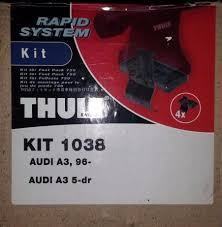 RAPID
SYSTEM
Kit
Kit for Foot Pack 750
THULE
4x
KIT 1038
AUDI A3, 96-
AUDI A3 5-dr